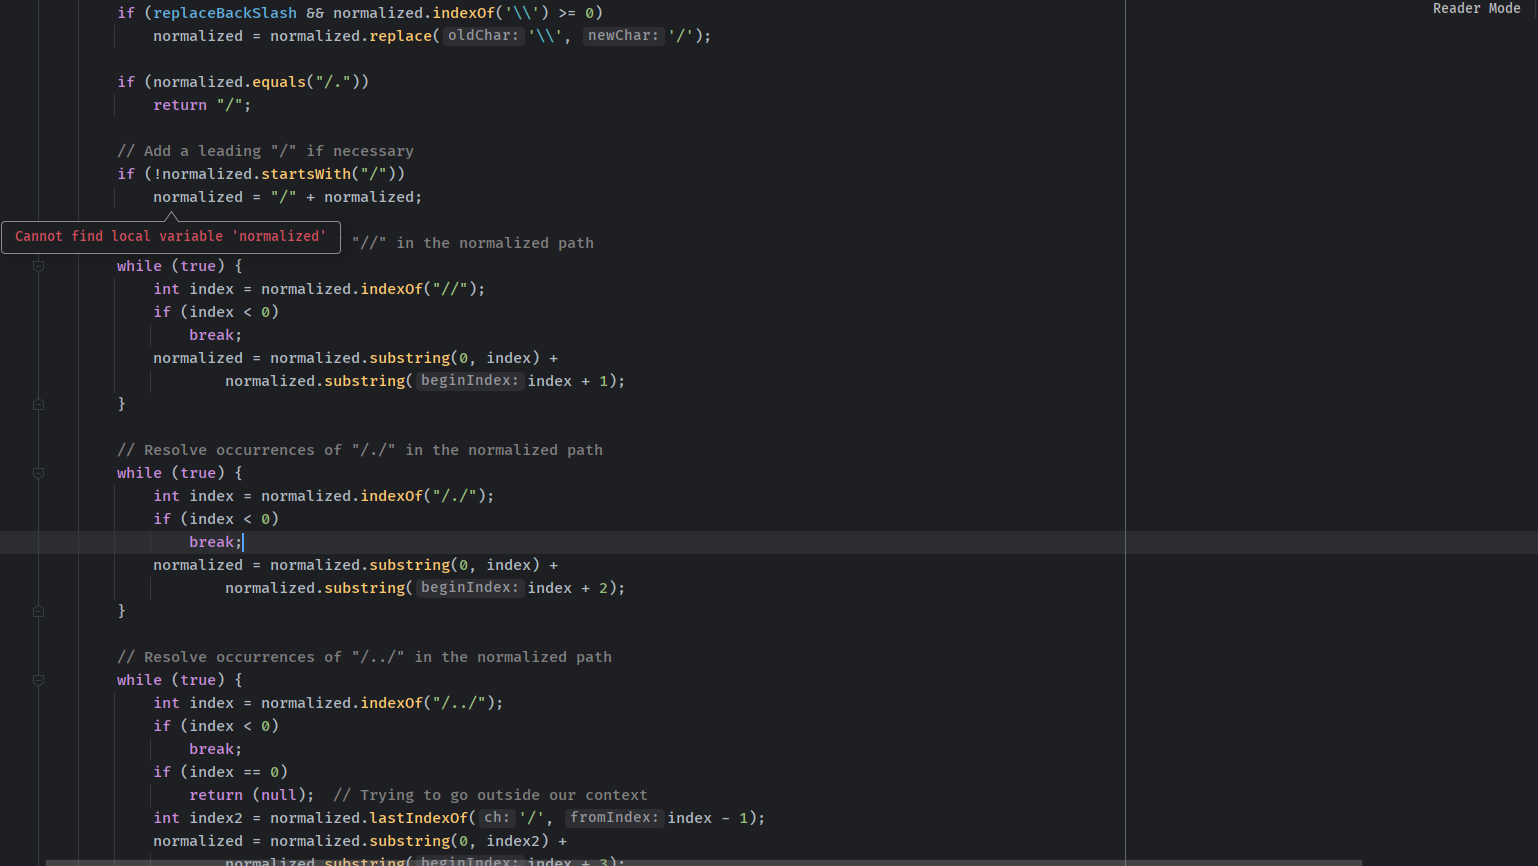 Reader Mode
if (replaceBackSlash && normalized.indexOf('\\') >= 0)
normalized = normalized.replace( oldChar: '\\', newChar: '/');
if (normalized.equals("/."))
return "/";
// Add a leading "/" if necessary
if (!normalized.startsWith("/"))
normalized = "/" + normalized;
Cannot find local variable 'normalized'
"//" in the normalized path
while (true) {
int index = normalized.indexOf("//");
if (index < 0)
break;
normalized = normalized.substring(0, index) +
normalized.substring( beginIndex: index + 1);
}
// Resolve occurrences of "/./" in the normalized path
while (true) {
int index = normalized.indexOf("/./");
if (index < 0)
break;
normalized = normalized.substring(0, index) +
normalized.substring( beginIndex: index + 2);
}
// Resolve occurrences of "/../" in the normalized path
while (true) {
int index = normalized.indexOf("/../");
if (index < 0)
break;
if (index == 0)
return (null);  // Trying to go outside our context
int index2 = normalized.lastIndexOf( ch: '/', fromIndex: index - 1);
normalized = normalized.substring(0, index2) +
normalized.substring( beginIndex: index + 3);